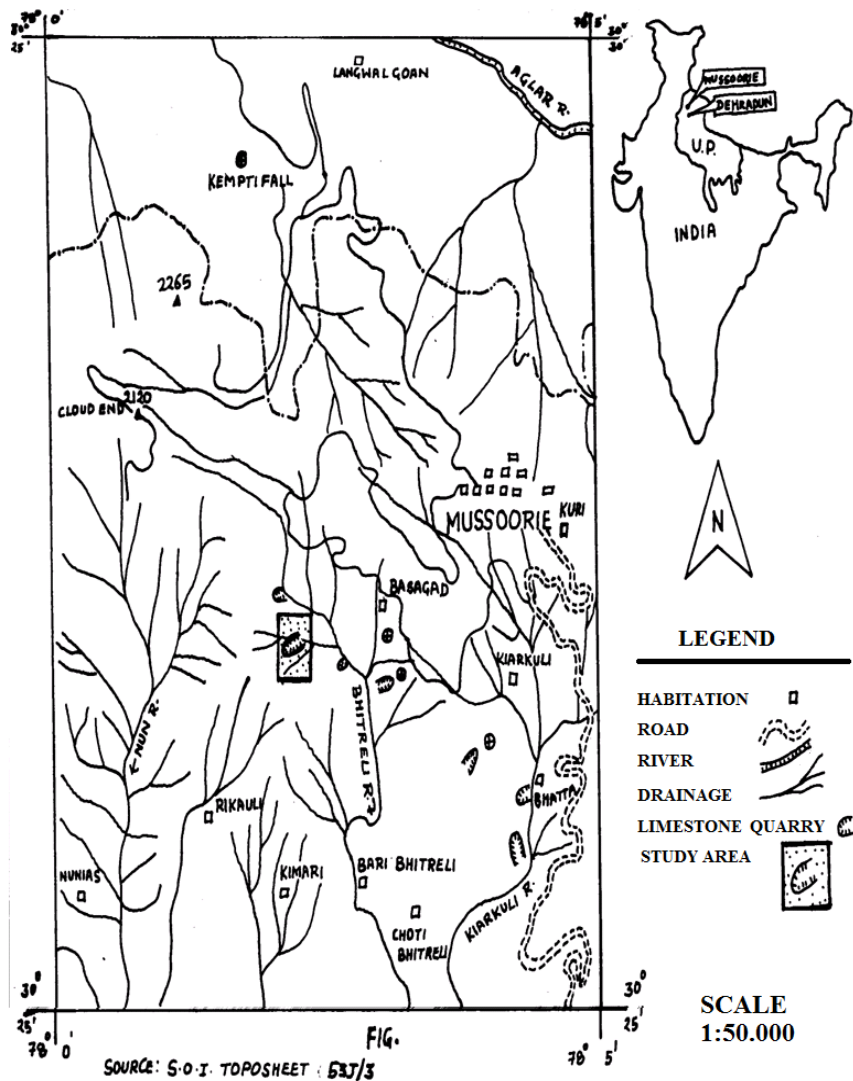 78° 0'
30°
25'
78° 5'
30°
30'
LANGWAL GOAN
AGLAR R.
KEMPTI FALL
2265
CLOUD END
2120
MUSSOORIE
KURI
BASAGAD
KIARKULI
BHITRELI R.
NUN R.
RIKAULI
BHATTA
NUNIAS
KIMARI
BARI BHITRELI
CHOTI
BHITRELI
KIARKULI R.
30°
25'
78° 0'
30°
25'
78° 5'
FIG.
SOURCE: S.O.I. TOPOSHEET : 53J/3
MUSSOORIE
DEHRADUN
U.P.
INDIA
N
LEGEND
HABITATION
ROAD
RIVER
DRAINAGE
LIMESTONE QUARRY
STUDY AREA
SCALE
1:50.000